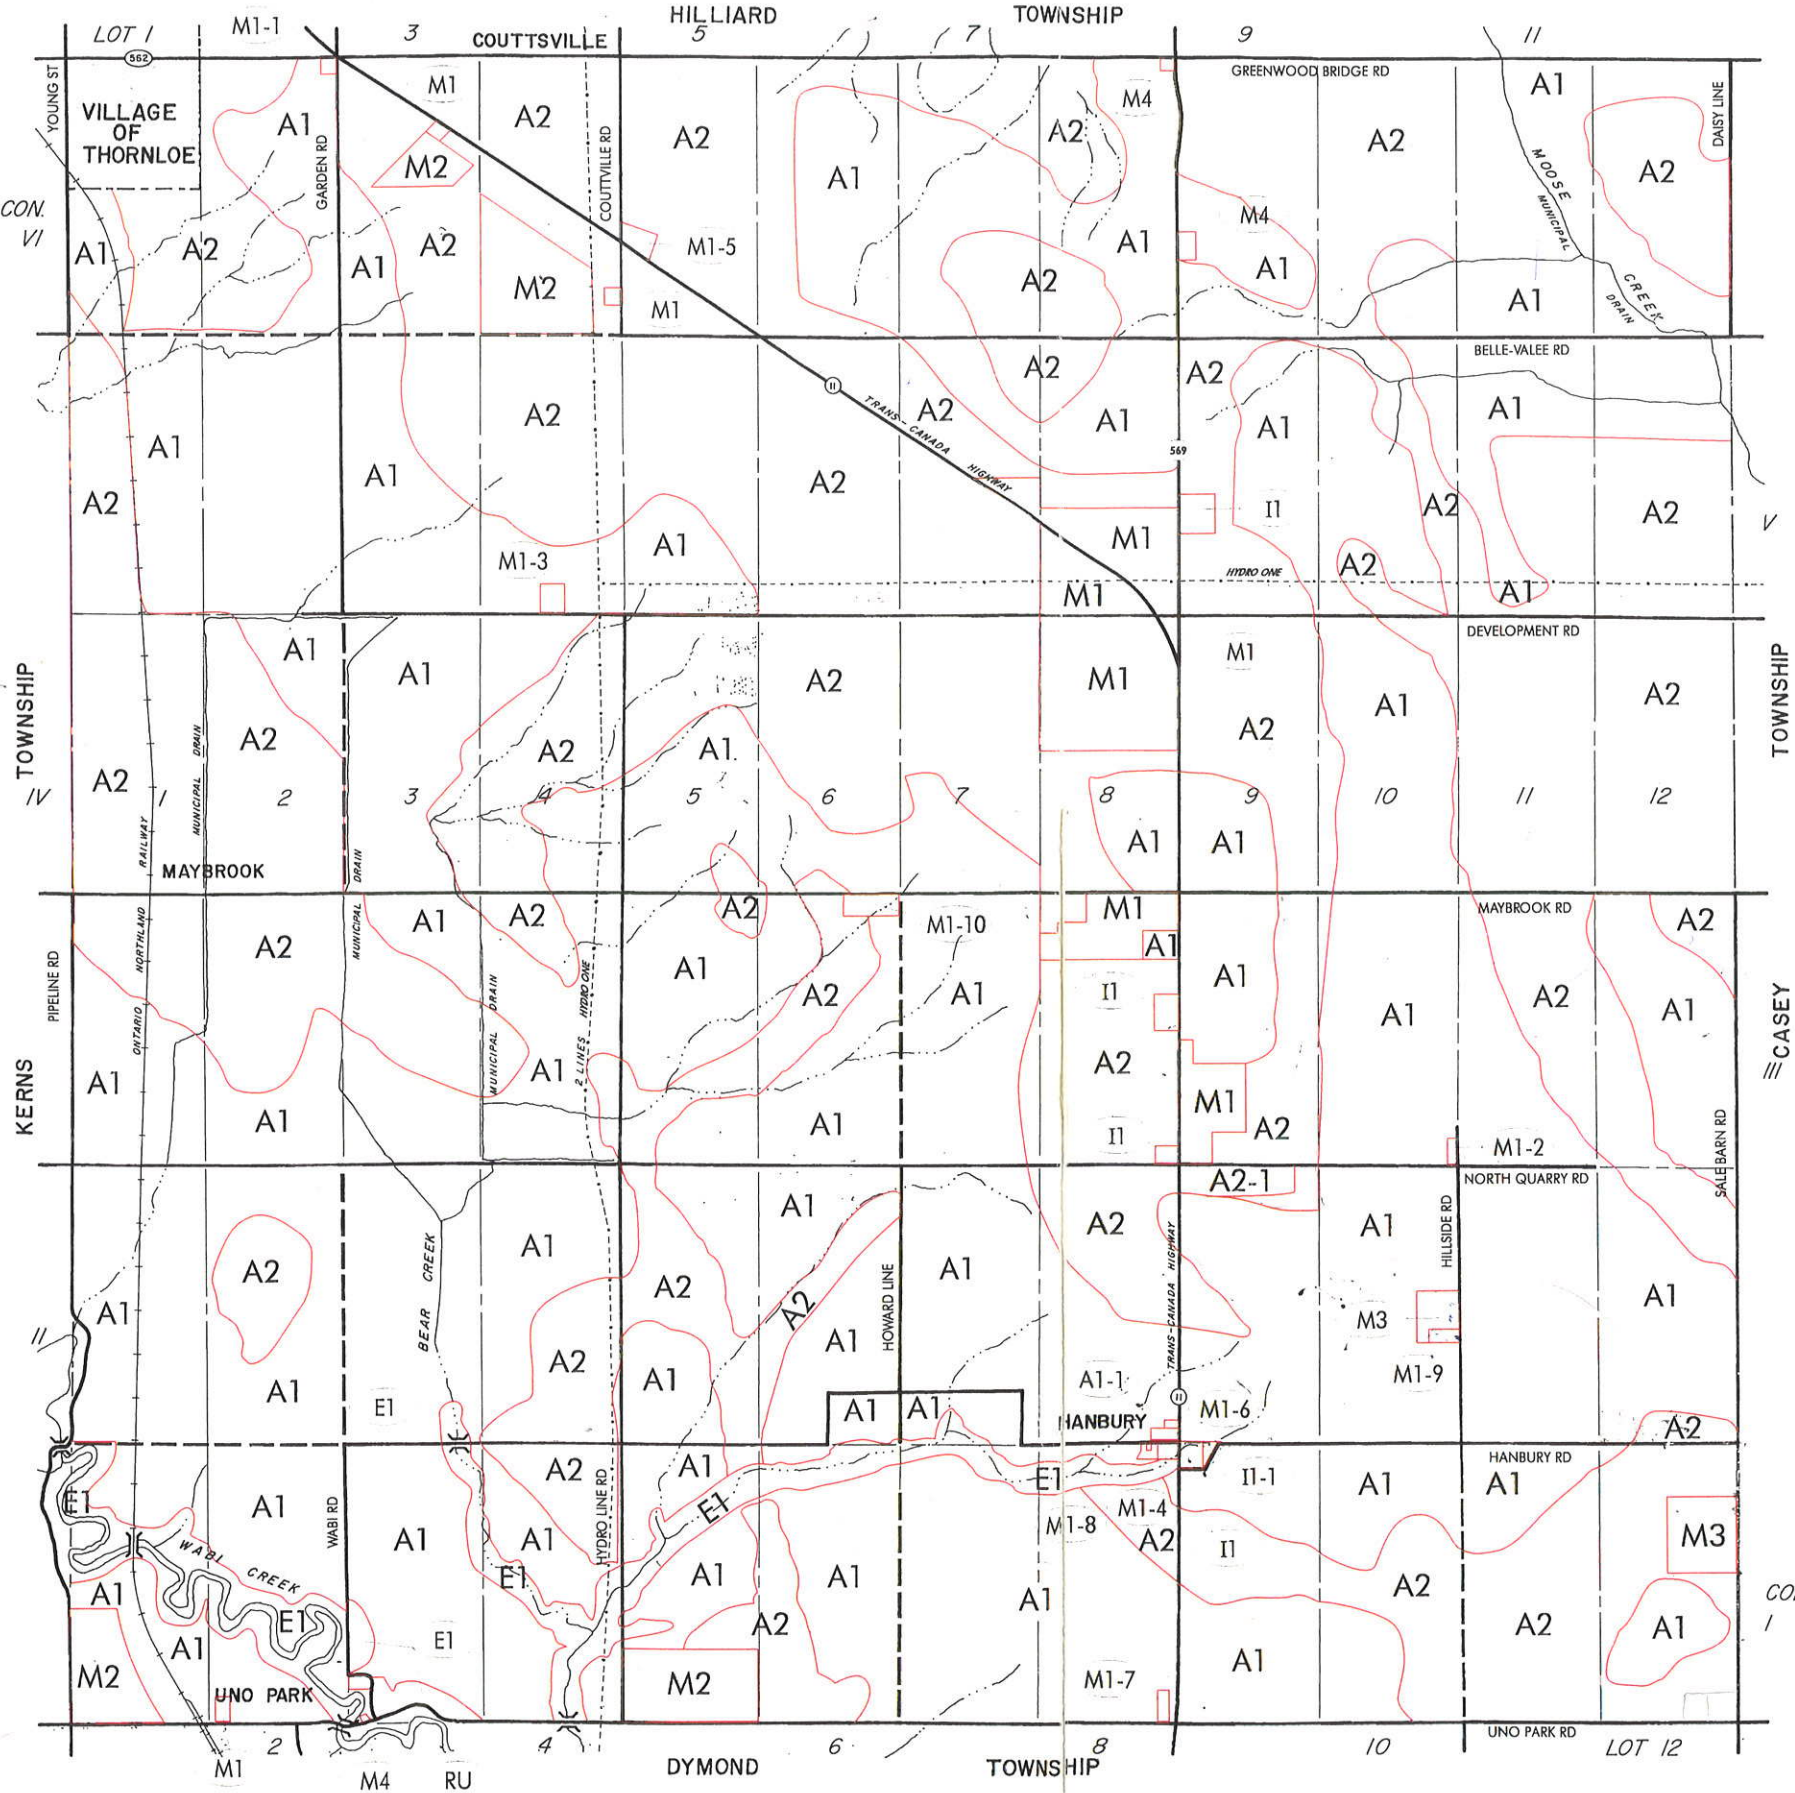 HILLIARD TOWNSHIP
LOT 1
M1-1
3
COUTTSVILLE
5
7
9
11
562
GREENWOOD BRIDGE RD
YOUNG ST
VILLAGE
OF
THORNLOE
A1
GARDEN RD
M1
A2
M2
COUTTVILLE RD
A2
A1
A2
M4
A2
A1
MOOSE
MUNICIPAL
CREEK
DRAIN
A2
DAISY LINE
CON.
VI
A1
A2
A1
A2
M2
M1-5
M1
A2
A1
M4
A1
A1
BELLE-VALEE RD
A1
A2
A1
A2
11
TRANS-CANADA
HIGHWAY
A2
A2
A2
A1
A2
A1
569
A1
I1
A2
A2
V
M1-3
A1
M1
HYDRO ONE
A2
A1
M1
DEVELOPMENT RD
TOWNSHIP
IV
A1
A1
A2
M1
M1
A1
A2
TOWNSHIP
A2
A2
MUNICIPAL DRAIN
A2
A1
A2
1
2
3
4
5
6
7
8
9
10
11
12
RAILWAY
A1
A1
MAYBROOK
MUNICIPAL DRAIN
MAYBROOK RD
PIPELINE RD
NORTHLAND
ONTARIO
A2
MUNICIPAL DRAIN
A1
A2
MUNICIPAL DRAIN
2 LINES HYDRO ONE
A2
M1-10
M1
A1
A2
A1
A2
A1
I1
A1
A1
A2
A1
KERNS
A1
A1
A1
A1
A2
I1
M1
A2
M1-2
SALE BARN RD
CASEY
III
NORTH QUARRY RD
A2-1
II
A2
A1
BEAR CREEK
A1
A2
A1
A2
A1
HOWARD LINE
A1
A2
TRANS-CANADA HIGHWAY
A1
HILLSIDE RD
A1
M3
A1
E1
A2
A1
A1
A1
A1-1
11
HANBURY
M1-6
M1-9
A2
HANBURY RD
E1
A1
WABI RD
A1
A2
A1
HYDRO LINE RD
A1
E1
E1
M1-8
M1-4
A2
I1-1
I1
A1
A1
M3
WABI CREEK
A1
E1
E1
A1
A1
A1
A2
A2
A1
I
M2
A1
E1
A2
M2
M1-7
A1
UNO PARK
UNO PARK RD
M1
2
M4
RU
4
DYMOND
6
TOWNSHIP
8
10
LOT 12